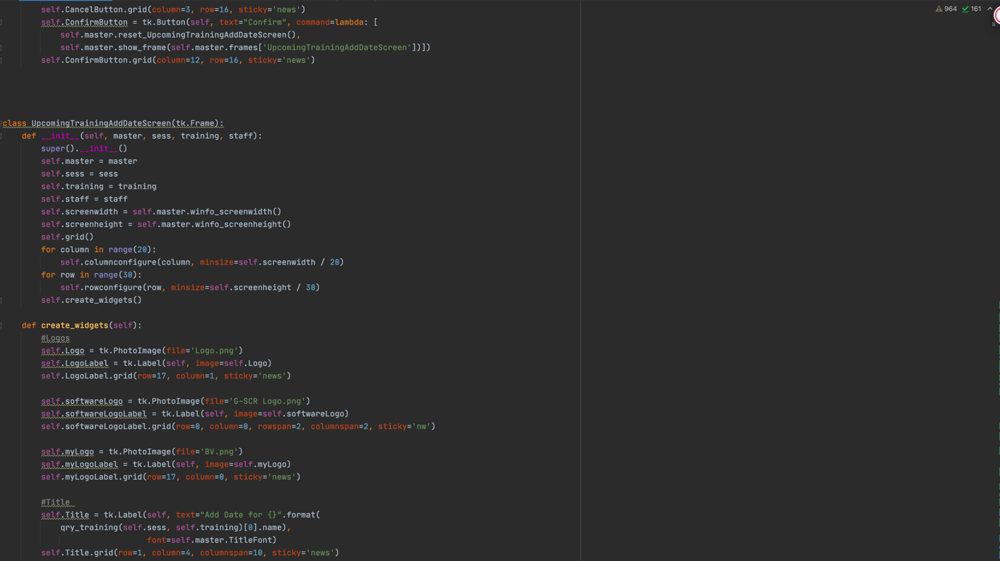 self.CancelButton.grid(column=3, row=16, sticky='news')
964 161
self.ConfirmButton = tk.Button(self, text="Confirm", command=lambda: [
self.master.reset_UpcomingTrainingAddDateScreen(),
self.master.show_frame(self.master.frames['UpcomingTrainingAddDateScreen'])])
self.ConfirmButton.grid(column=12, row=16, sticky='news')
class UpcomingTrainingAddDateScreen(tk.Frame):
def __init__(self, master, sess, training, staff):
super().__init__()
self.master = master
self.sess = sess
self.training = training
self.staff = staff
self.screenwidth = self.master.winfo_screenwidth()
self.screenheight = self.master.winfo_screenheight()
self.grid()
for column in range(20):
self.columnconfigure(column, minsize=self.screenwidth / 20)
for row in range(30):
self.rowconfigure(row, minsize=self.screenheight / 30)
self.create_widgets()
def create_widgets(self):
#Logos
self.Logo = tk.PhotoImage(file='Logo.png')
self.LogoLabel = tk.Label(self, image=self.Logo)
self.LogoLabel.grid(row=17, column=1, sticky='news')
self.softwareLogo = tk.PhotoImage(file='G-SCR Logo.png')
self.softwareLogoLabel = tk.Label(self, image=self.softwareLogo)
self.softwareLogoLabel.grid(row=0, column=0, rowspan=2, columnspan=2, sticky='nw')
self.myLogo = tk.PhotoImage(file='BV.png')
self.myLogoLabel = tk.Label(self, image=self.myLogo)
self.myLogoLabel.grid(row=17, column=0, sticky='news')
#Title
self.Title = tk.Label(self, text="Add Date for {}".format(
qry_training(self.sess, self.training)[0].name),
font=self.master.TitleFont)
self.Title.grid(row=1, column=4, columnspan=10, sticky='news')